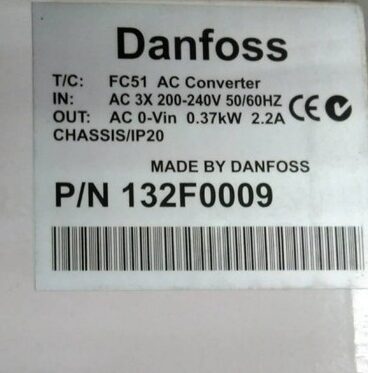 Danfoss
T/C: FC51 AC Converter
IN: AC 3X 200-240V 50/60HZ
OUT: AC 0-Vin 0.37kW 2.2A
CHASSIS/IP20
CE
MADE BY DANFOSS
P/N 132F0009